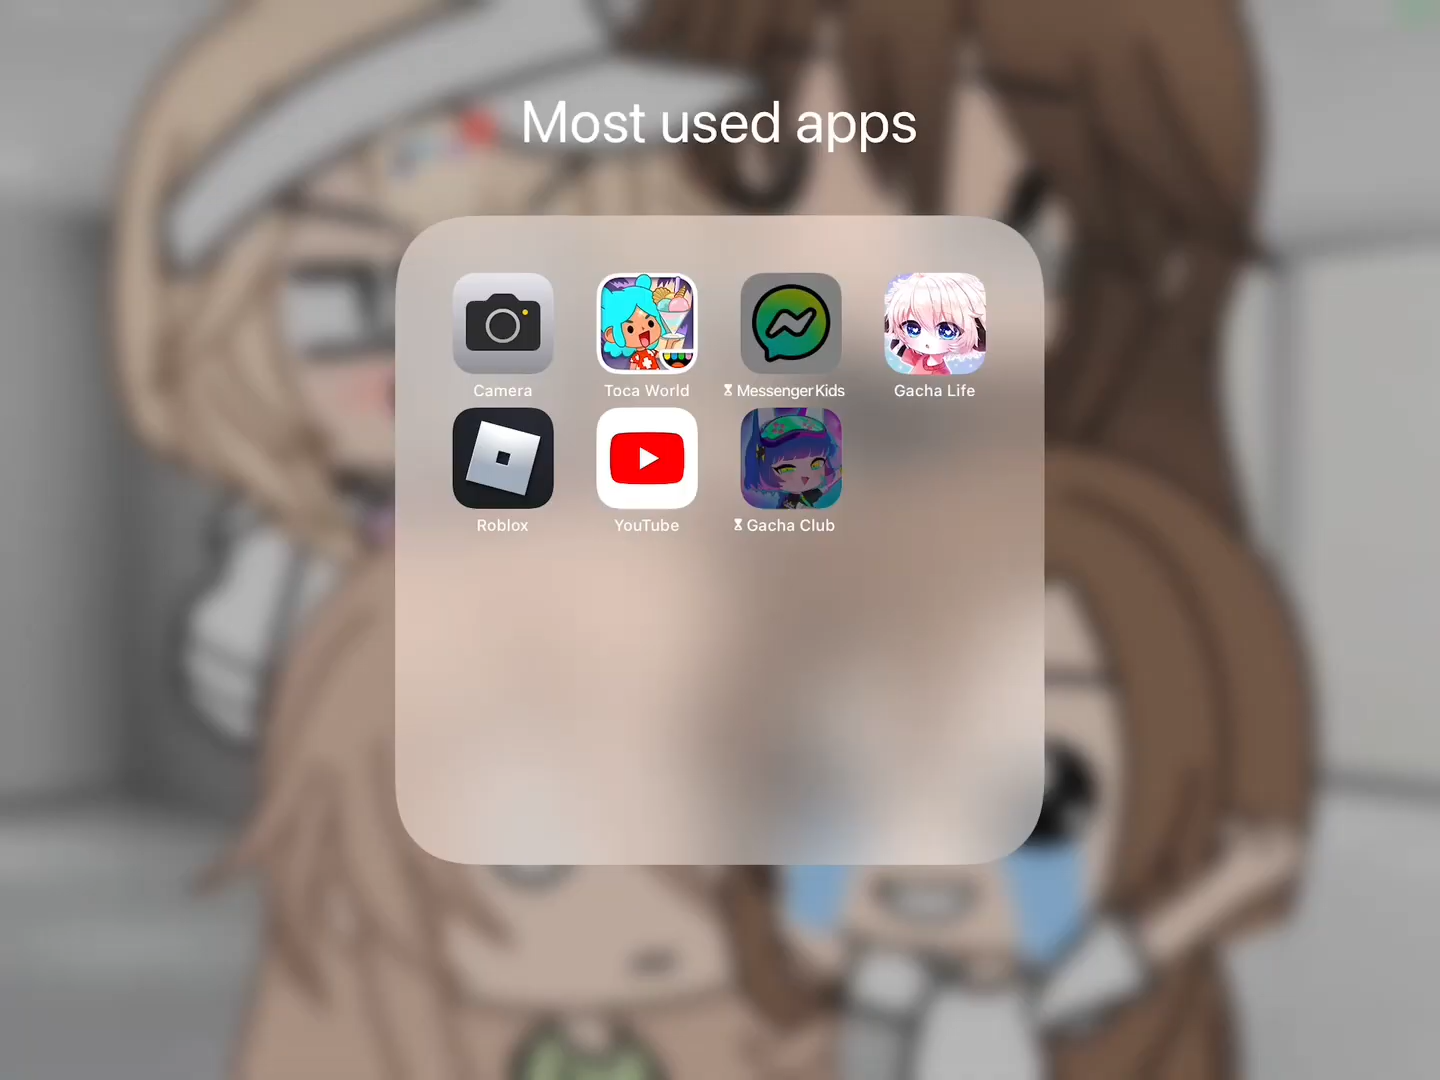 Most used apps
Camera
Toca World
Messenger Kids
Gacha Life
Roblox
YouTube
Gacha Club